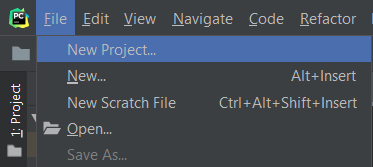 PC File Edit View Navigate Code Refactor
New Project...
New... Alt+Insert
New Scratch File Ctrl+Alt+Shift+Insert
Open...
Save As...
1: Project